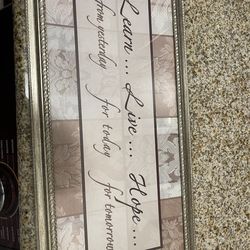 Learn ... Live ... Hope ....
from yesterday for today for tomorrow